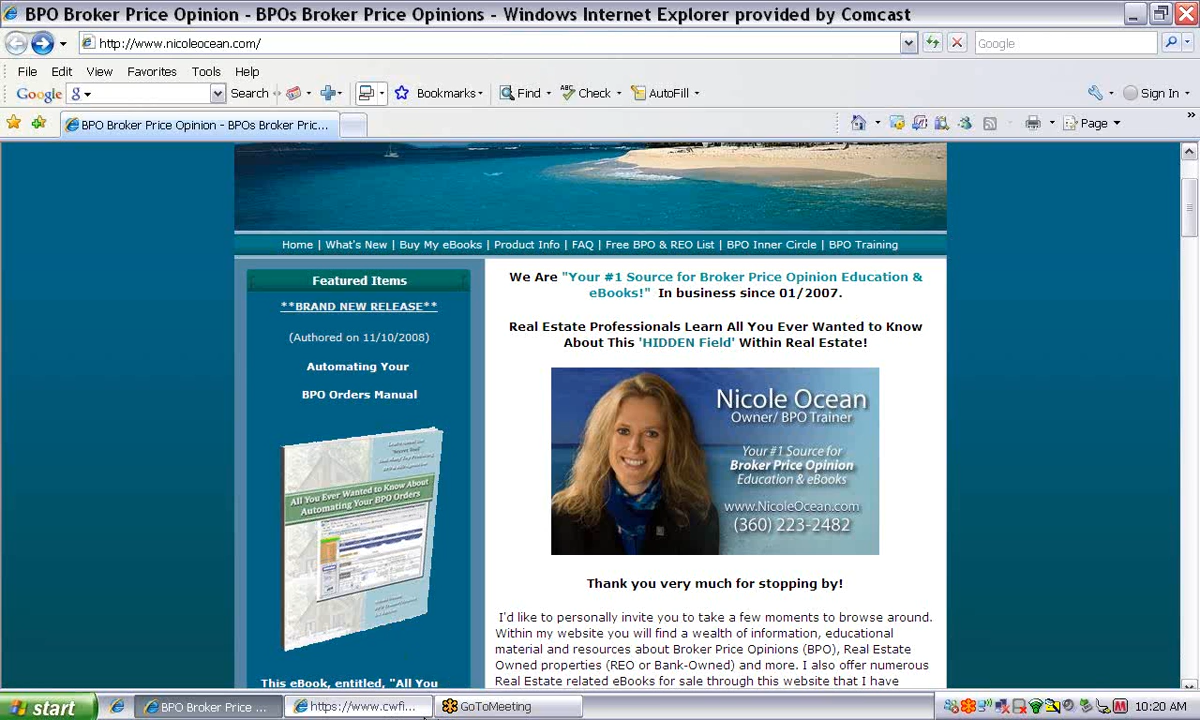 BPO Broker Price Opinion - BPOs Broker Price Opinions - Windows Internet Explorer provided by Comcast
http://www.nicoleocean.com/
Google
File Edit View Favorites Tools Help
Google Search Bookmarks Find Check AutoFill Sign In
BPO Broker Price Opinion - BPOs Broker Pric...
Page
Home | What's New | Buy My eBooks | Product Info | FAQ | Free BPO & REO List | BPO Inner Circle | BPO Training
Featured Items
**BRAND NEW RELEASE**
(Authored on 11/10/2008)
Automating Your
BPO Orders Manual
All You Ever Wanted to Know About
Automating Your BPO Orders
This eBook, entitled, "All You
We Are "Your #1 Source for Broker Price Opinion Education &
eBooks!" In business since 01/2007.
Real Estate Professionals Learn All You Ever Wanted to Know
About This 'HIDDEN Field' Within Real Estate!
Nicole Ocean
Owner/ BPO Trainer
Your #1 Source for
Broker Price Opinion
Education & eBooks
www.NicoleOcean.com
(360) 223-2482
Thank you very much for stopping by!
I'd like to personally invite you to take a few moments to browse around.
Within my website you will find a wealth of information, educational
material and resources about Broker Price Opinions (BPO), Real Estate
Owned properties (REO or Bank-Owned) and more. I also offer numerous
Real Estate related eBooks for sale through this website that I have
start BPO Broker Price ... https://www.cwfi... GoToMeeting 10:20 AM